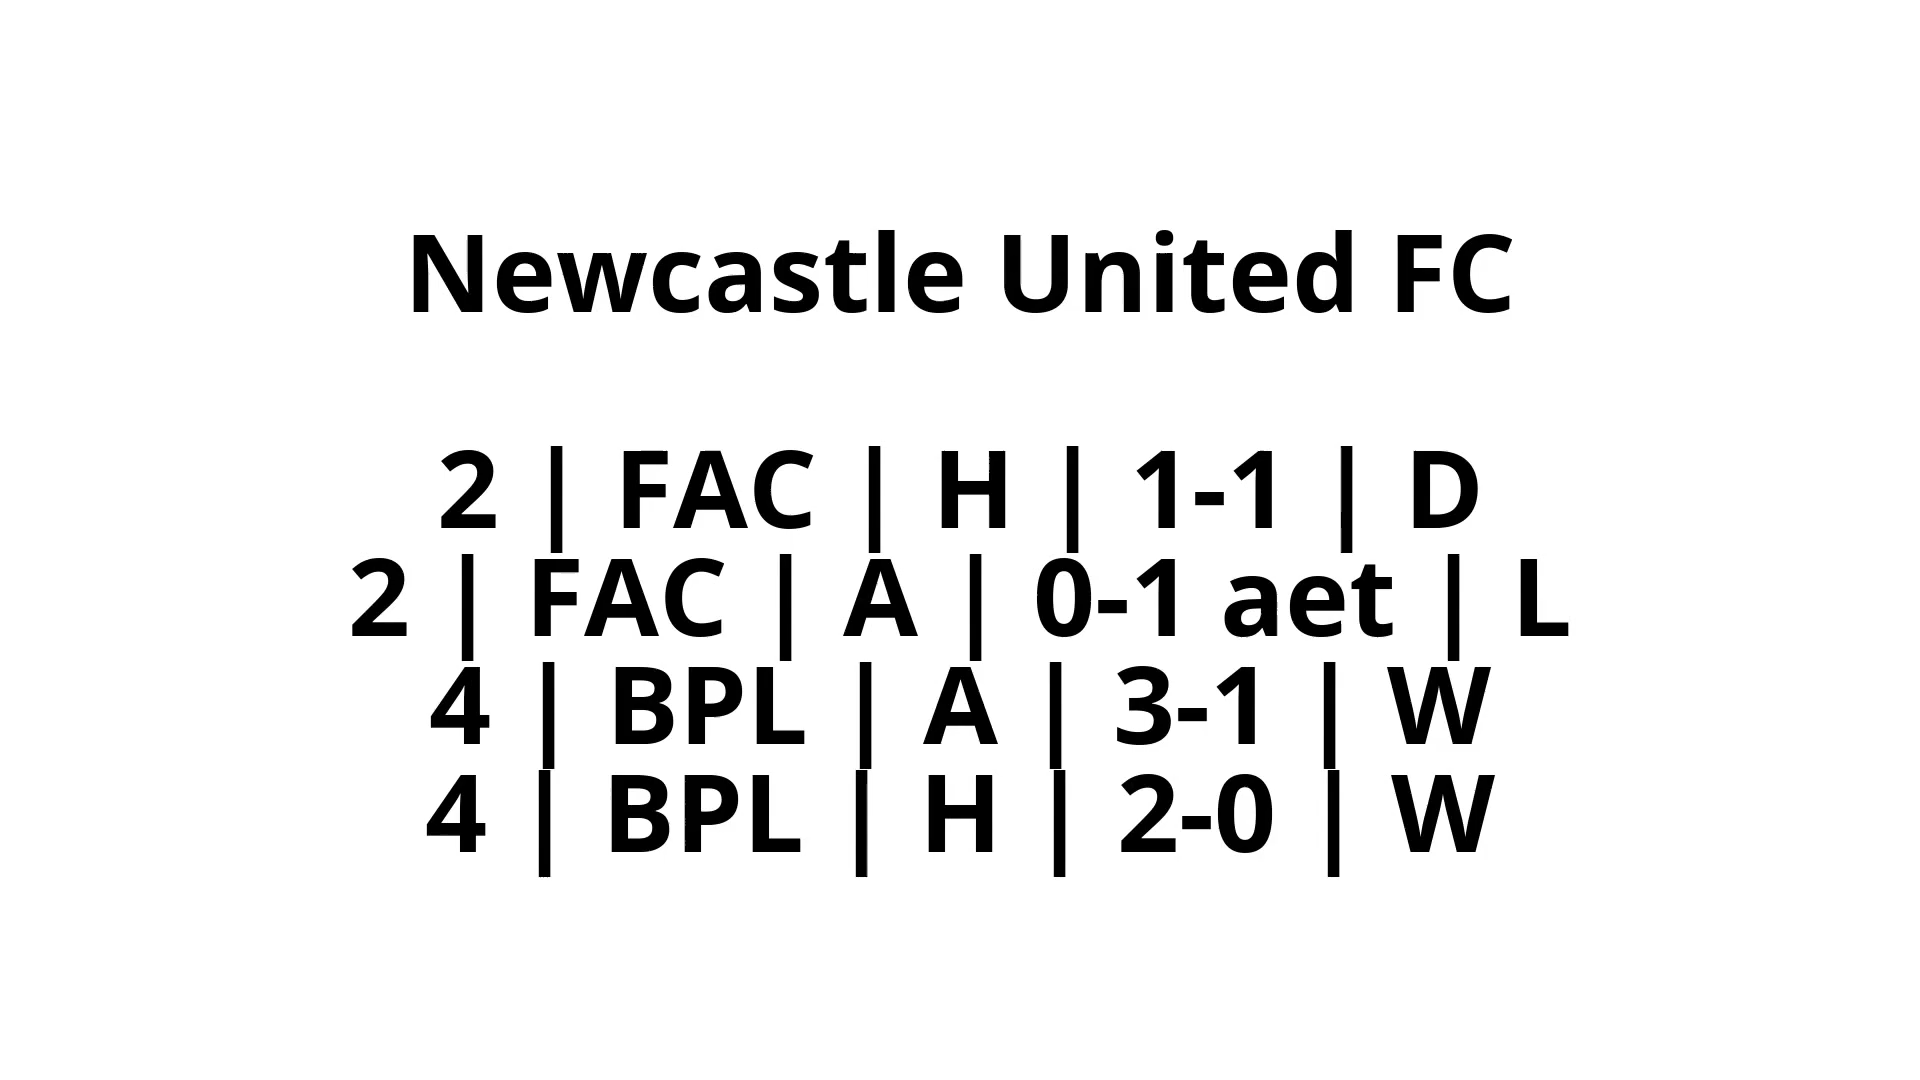 Newcastle United FC
2 | FAC | H | 1-1 | D
2 | FAC | A | 0-1 aet | L
4 | BPL | A | 3-1 | W
4 | BPL | H | 2-0 | W